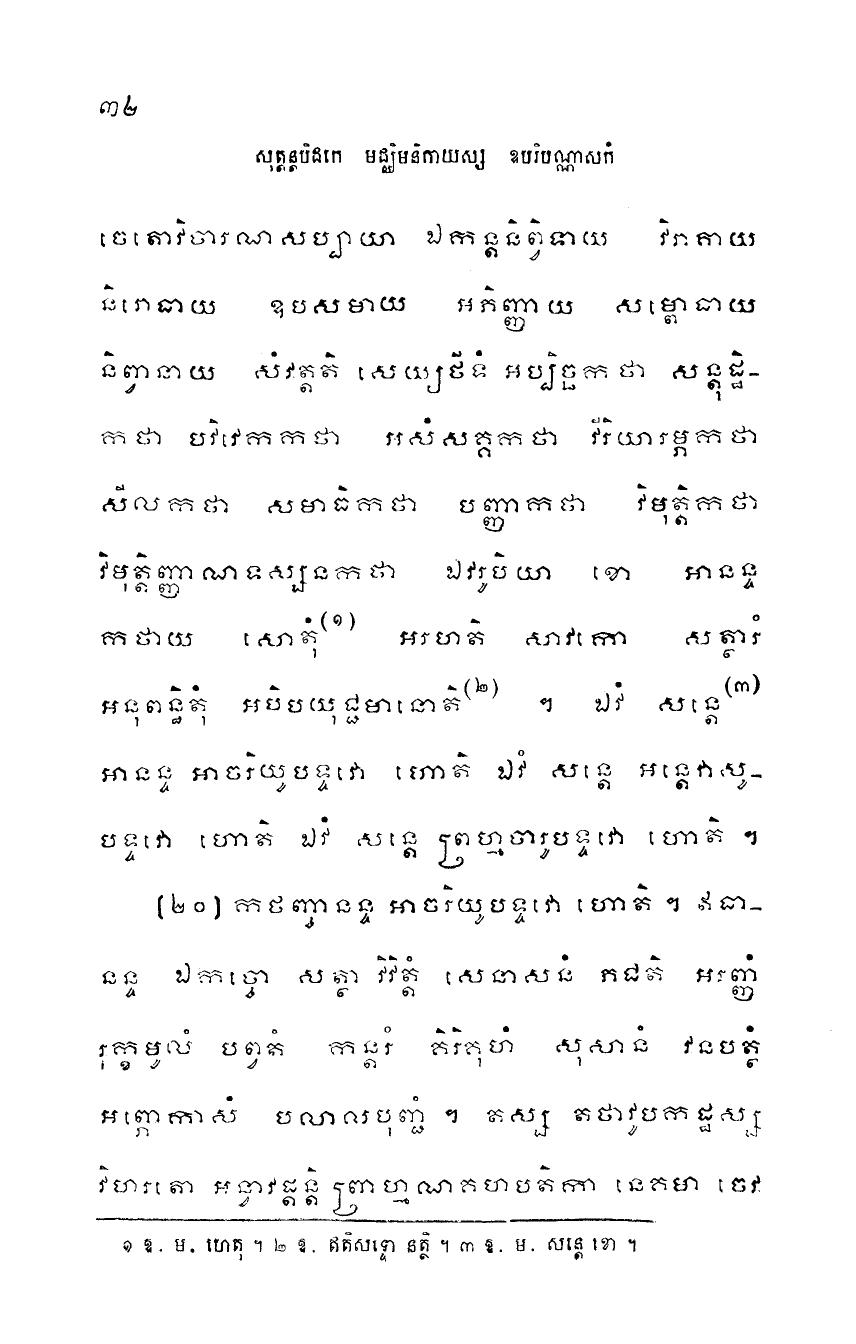 ៣៤
សុត្តន្តបិដកេ មជ្ឈិមនិកាយស្ស ឧបរិបណ្ណាសកំ
ចេតោវិចារណសប្បាយា ឯកន្តនិព្វិទាយ វិរាគាយ
និរោធាយ ឧបសមាយ អភិញ្ញាយ សម្ពោធាយ
និព្វានាយ សំវត្តតិ សេយ្យថីទំ អប្បិច្ឆកថា សន្តុដ្ឋិ-
កថា បវិវេកកថា អសំសគ្គកថា វីរិយារម្ភកថា
សីលកថា សមាធិកថា បញ្ញាកថា វិមុត្តិកថា
វិមុត្តិញ្ញាណទស្សនកថា ឯវរូបិយា ខោ អានន្ទ
កថាយ សោតុំ(១) អរហតិ សាវកោ សត្ថារំ
អនុពន្ធិតុំ អបិបយុជ្ជមានោតិ(២) ។ ឯវំ សន្តេ(៣)
អានន្ទ អាចរិយូបទ្ទវោ ហោតិ ឯវំ សន្តេ អន្តេវាសូ-
បទ្ទវោ ហោតិ ឯវំ សន្តេ ព្រហ្មចារូបទ្ទវោ ហោតិ ។
(២០) កថញ្ចានន្ទ អាចរិយូបទ្ទវោ ហោតិ ។ ឥធា-
នន្ទ ឯកច្ចោ សត្ថា វិវិត្តំ សេនាសនំ ភជតិ អរញ្ញំ
រុក្ខមូលំ បព្វតំ កន្ទរំ គិរិគុហំ សុសានំ វនបត្ថំ
អព្ភោកាសំ បលាលបុញ្ជំ ។ តស្ស តថាវូបកដ្ឋស្ស
វិហរតោ អន្វាវដ្តន្តិ ព្រាហ្មណគហបតិកា នេគមា ចេវ
១ ឱ. ម. ហេតុ ។ ២ ឱ. ឥតិសទ្ទោ នត្ថិ ។ ៣ ឱ. ម. សន្តេ ខោ ។